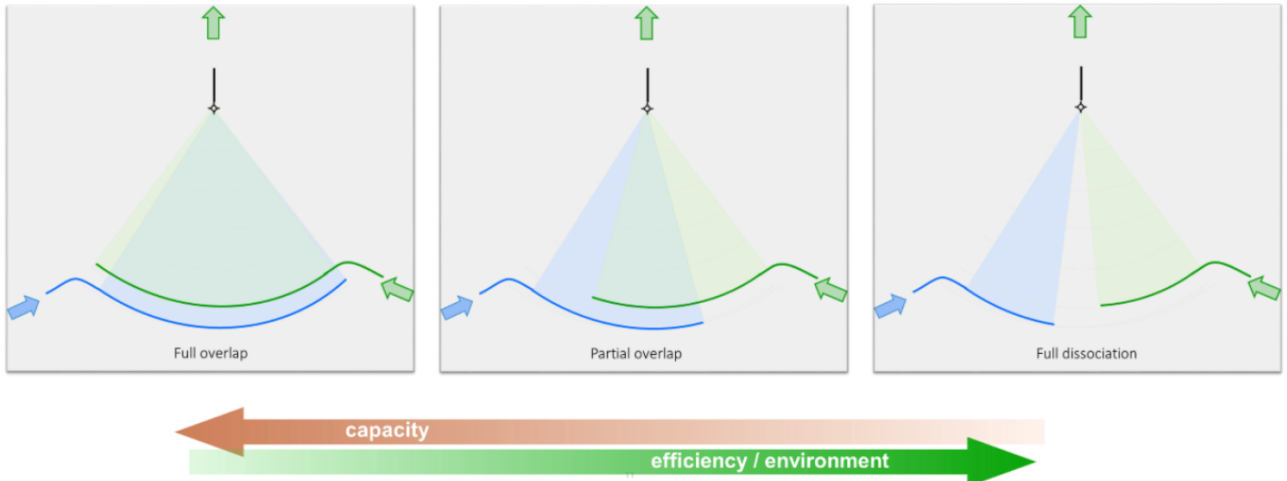 Full overlap
Partial overlap
Full dissociation
capacity
efficiency / environment